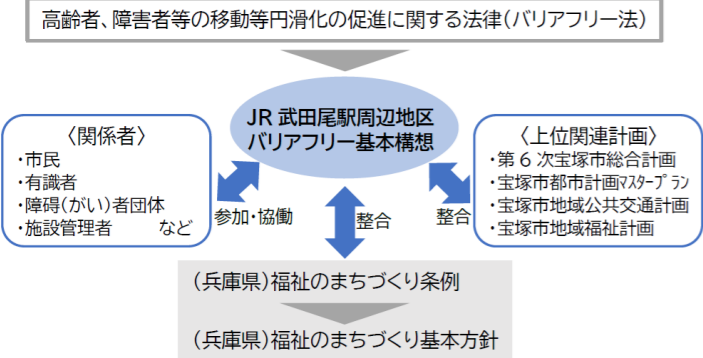 高齢者、障害者等の移動等円滑化の促進に関する法律(バリアフリー法)
JR 武田尾駅周辺地区
バリアフリー基本構想
〈関係者〉
・市民
・有識者
・障碍(がい)者団体
・施設管理者　　など
参加・協働
整合
整合
〈上位関連計画〉
・第６次宝塚市総合計画
・宝塚市都市計画ﾏｽﾀｰﾌﾟﾗﾝ
・宝塚市地域公共交通計画
・宝塚市地域福祉計画
(兵庫県)福祉のまちづくり条例
(兵庫県)福祉のまちづくり基本方針